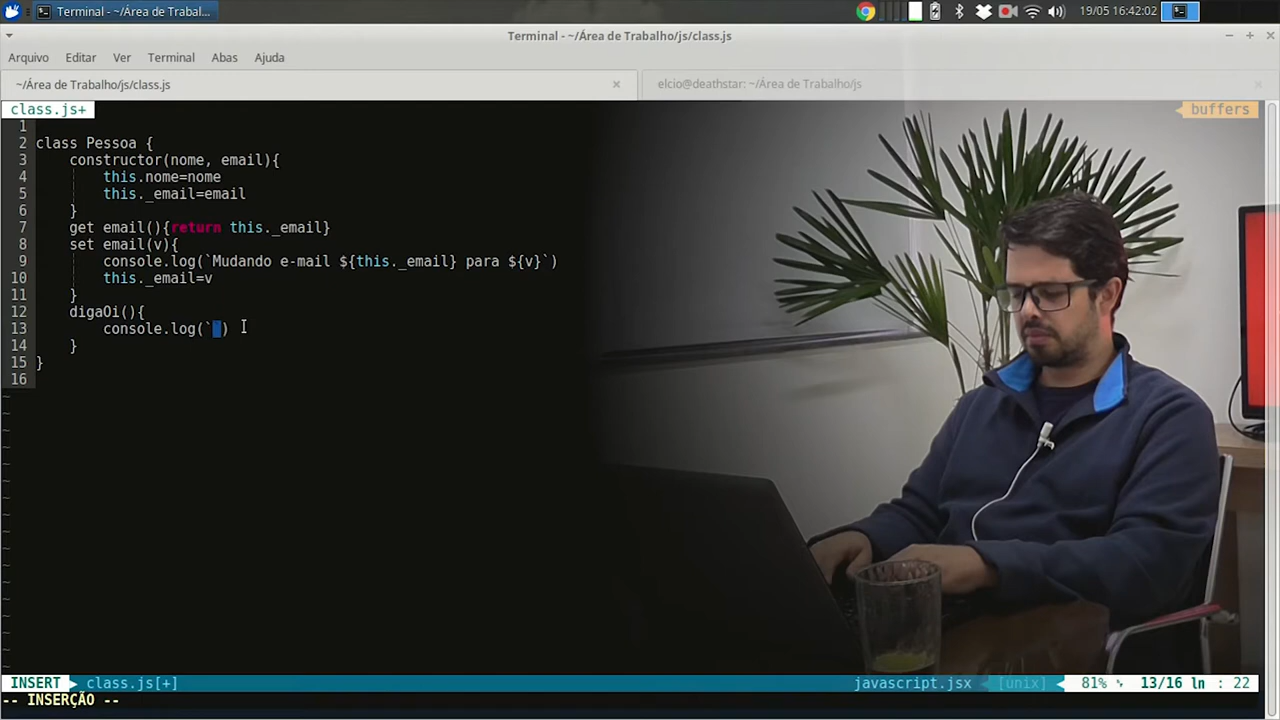 Terminal - ~/Área de Trabal...
19/05 16:42:02
Terminal - ~/Área de Trabalho/js/class.js
Arquivo Editar Ver Terminal Abas Ajuda
~/Área de Trabalho/js/class.js
elcio@deathstar: ~/Área de Trabalho/js
class.js+
buffers
1
2 class Pessoa {
3 constructor(nome, email){
4 this.nome=nome
5 this._email=email
6 }
7 get email(){return this._email}
8 set email(v){
9 console.log(`Mudando e-mail ${this._email} para ${v}`)
10 this._email=v
11 }
12 digaOi(){
13 console.log(``)
14 }
15 }
16
INSERT class.js[+] javascript.jsx [unix] 81% 13/16 ln : 22
-- INSERÇÃO --